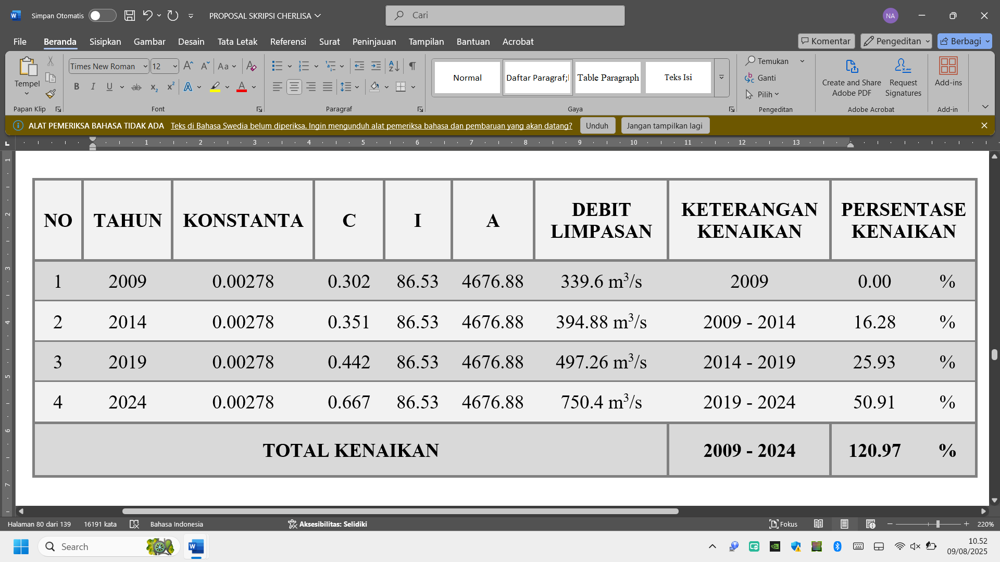 Simpan Otomatis PROPOSAL SKRIPSI CHERLISA Cari NA
File Beranda Sisipkan Gambar Desain Tata Letak Referensi Surat Peninjauan Tampilan Bantuan Acrobat Komentar Pengeditan Berbagi
Tempel
Papan Klip
Times New Roman 12
Font
Paragraf
Normal Daftar Paragraf; Table Paragraph Teks Isi
Gaya
Temukan
Ganti
Pilih
Pengeditan
Create and Share
Adobe PDF
Request
Signatures
Adobe Acrobat
Add-ins
Add-in
ALAT PEMERIKSA BAHASA TIDAK ADA Teks di Bahasa Swedia belum diperiksa. Ingin mengunduh alat pemeriksa bahasa dan pembaruan yang akan datang? Unduh Jangan tampilkan lagi
1 2 3 4 5 6 7 8 9 10 11 12 13
1 2 3 4 5 6 7
NO TAHUN KONSTANTA C I A DEBIT LIMPASAN KETERANGAN KENAIKAN PERSENTASE KENAIKAN
1 2009 0.00278 0.302 86.53 4676.88 339.6 m³/s 2009 0.00 %
2 2014 0.00278 0.351 86.53 4676.88 394.88 m³/s 2009 - 2014 16.28 %
3 2019 0.00278 0.442 86.53 4676.88 497.26 m³/s 2014 - 2019 25.93 %
4 2024 0.00278 0.667 86.53 4676.88 750.4 m³/s 2019 - 2024 50.91 %
TOTAL KENAIKAN 2009 - 2024 120.97 %
Halaman 80 dari 139 16191 kata Bahasa Indonesia Aksesibilitas: Selidiki Fokus 220%
Search
10.52
09/08/2025